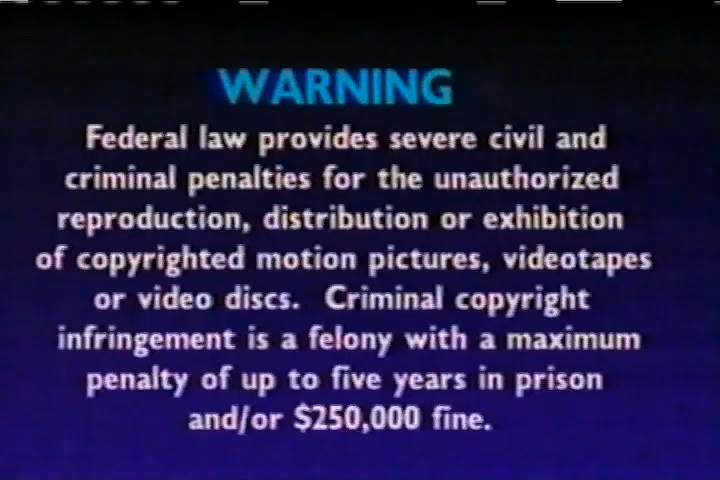 WARNING
Federal law provides severe civil and
criminal penalties for the unauthorized
reproduction, distribution or exhibition
of copyrighted motion pictures, videotapes
or video discs.  Criminal copyright
infringement is a felony with a maximum
penalty of up to five years in prison
and/or $250,000 fine.